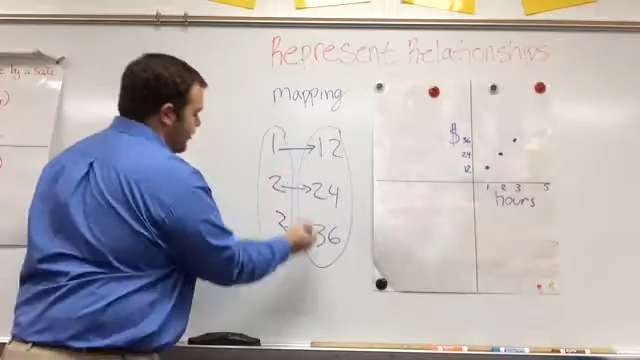 Represent Relationships
mapping
1 → 12
2 → 24
3 36
$ 36
24
12
1 2 3 5
hours